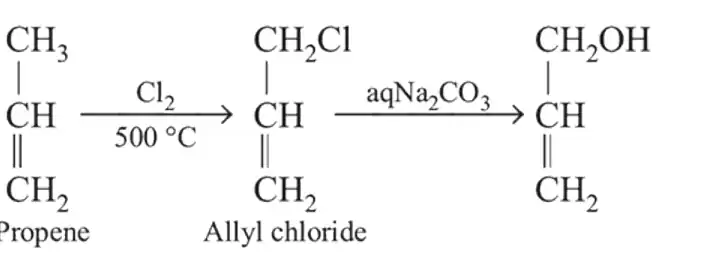 CH₃ CH₂Cl CH₂OH
Cl₂ aqNa₂CO₃
CH CH CH
500 °C
CH₂ CH₂ CH₂
Propene Allyl chloride